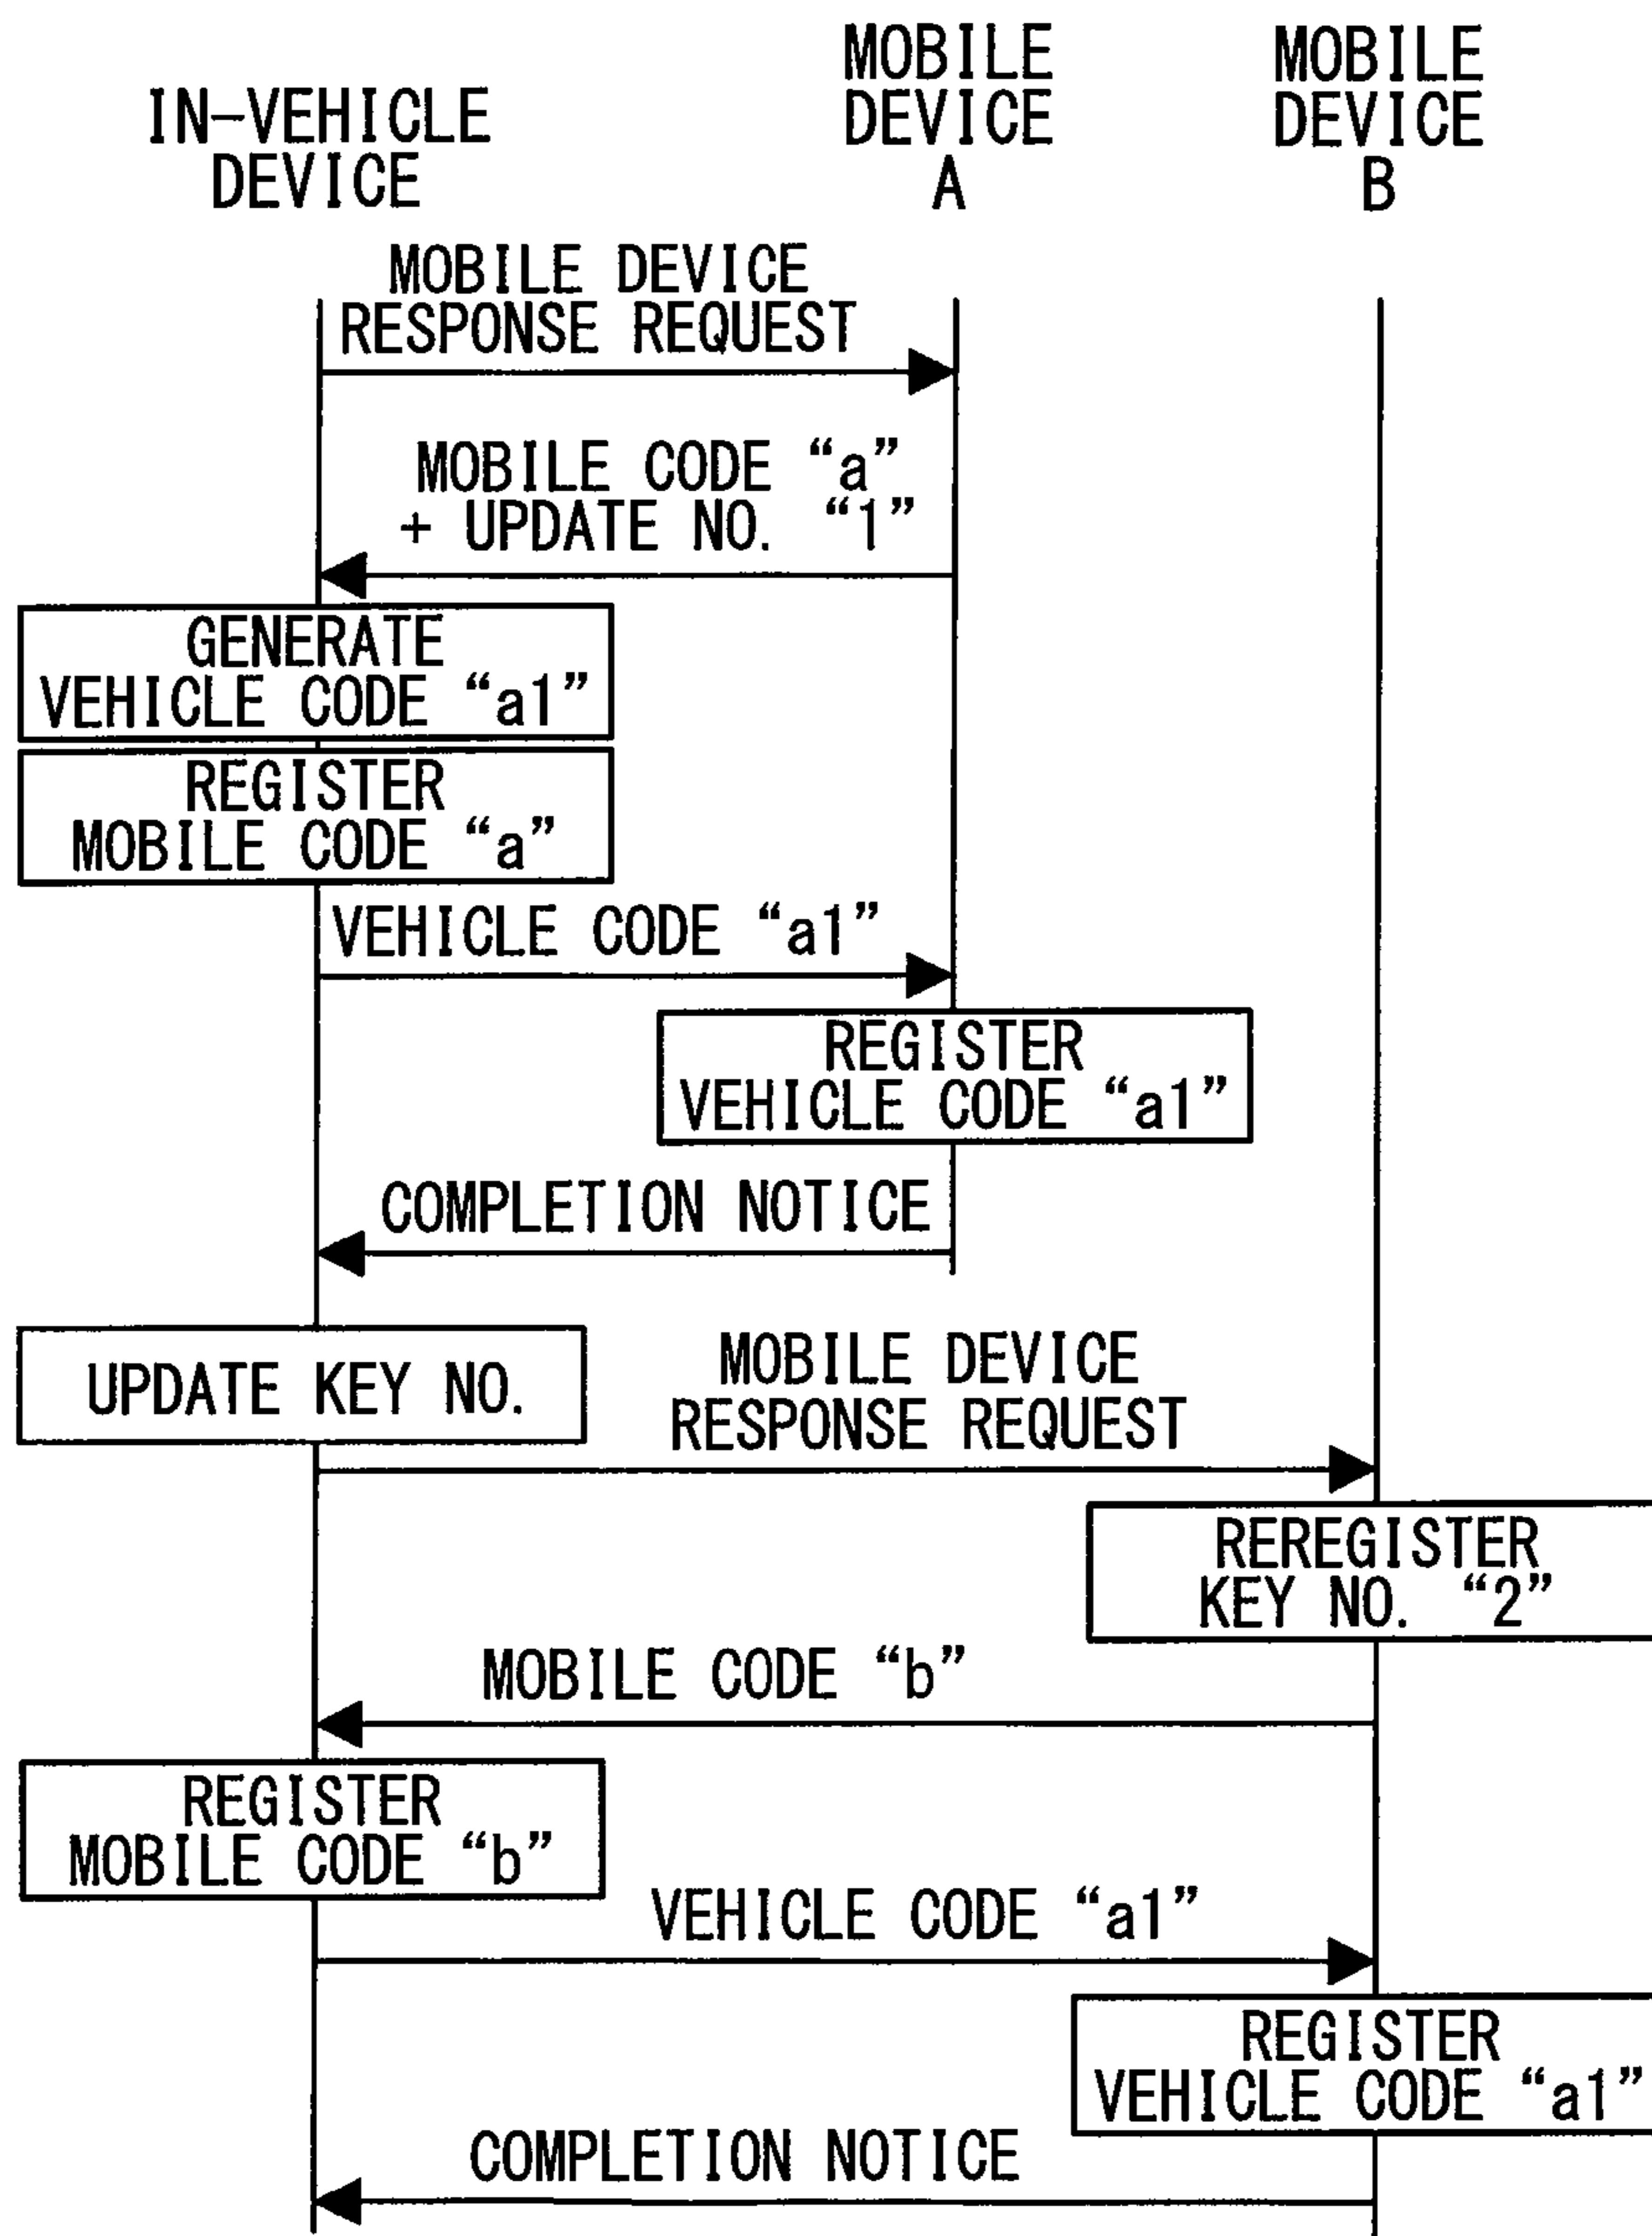 IN-VEHICLE
DEVICE
MOBILE
DEVICE
A
MOBILE
DEVICE
B
MOBILE DEVICE
RESPONSE REQUEST
MOBILE CODE “a”
+ UPDATE NO. “1”
GENERATE
VEHICLE CODE “a1”
REGISTER
MOBILE CODE “a”
VEHICLE CODE “a1”
REGISTER
VEHICLE CODE “a1”
COMPLETION NOTICE
UPDATE KEY NO.
MOBILE DEVICE
RESPONSE REQUEST
REREGISTER
KEY NO. “2”
MOBILE CODE “b”
REGISTER
MOBILE CODE “b”
VEHICLE CODE “a1”
REGISTER
VEHICLE CODE “a1”
COMPLETION NOTICE